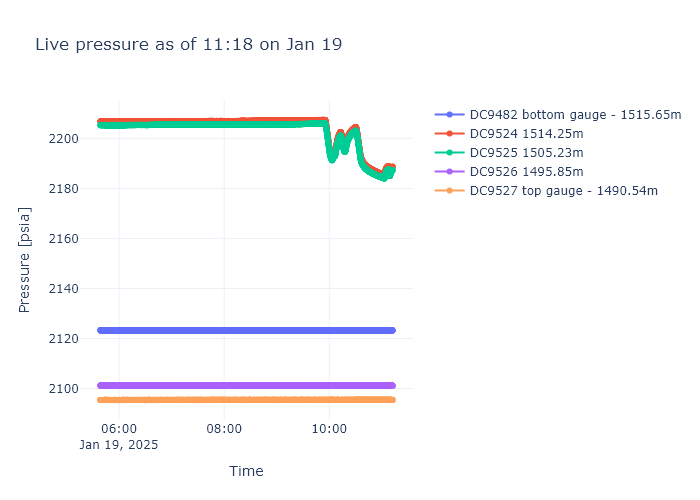 Live pressure as of 11:18 on Jan 19
DC9482 bottom gauge - 1515.65m
DC9524 1514.25m
DC9525 1505.23m
DC9526 1495.85m
DC9527 top gauge - 1490.54m
Pressure [psia]
2200
2180
2160
2140
2120
2100
06:00
08:00
10:00
Jan 19, 2025
Time